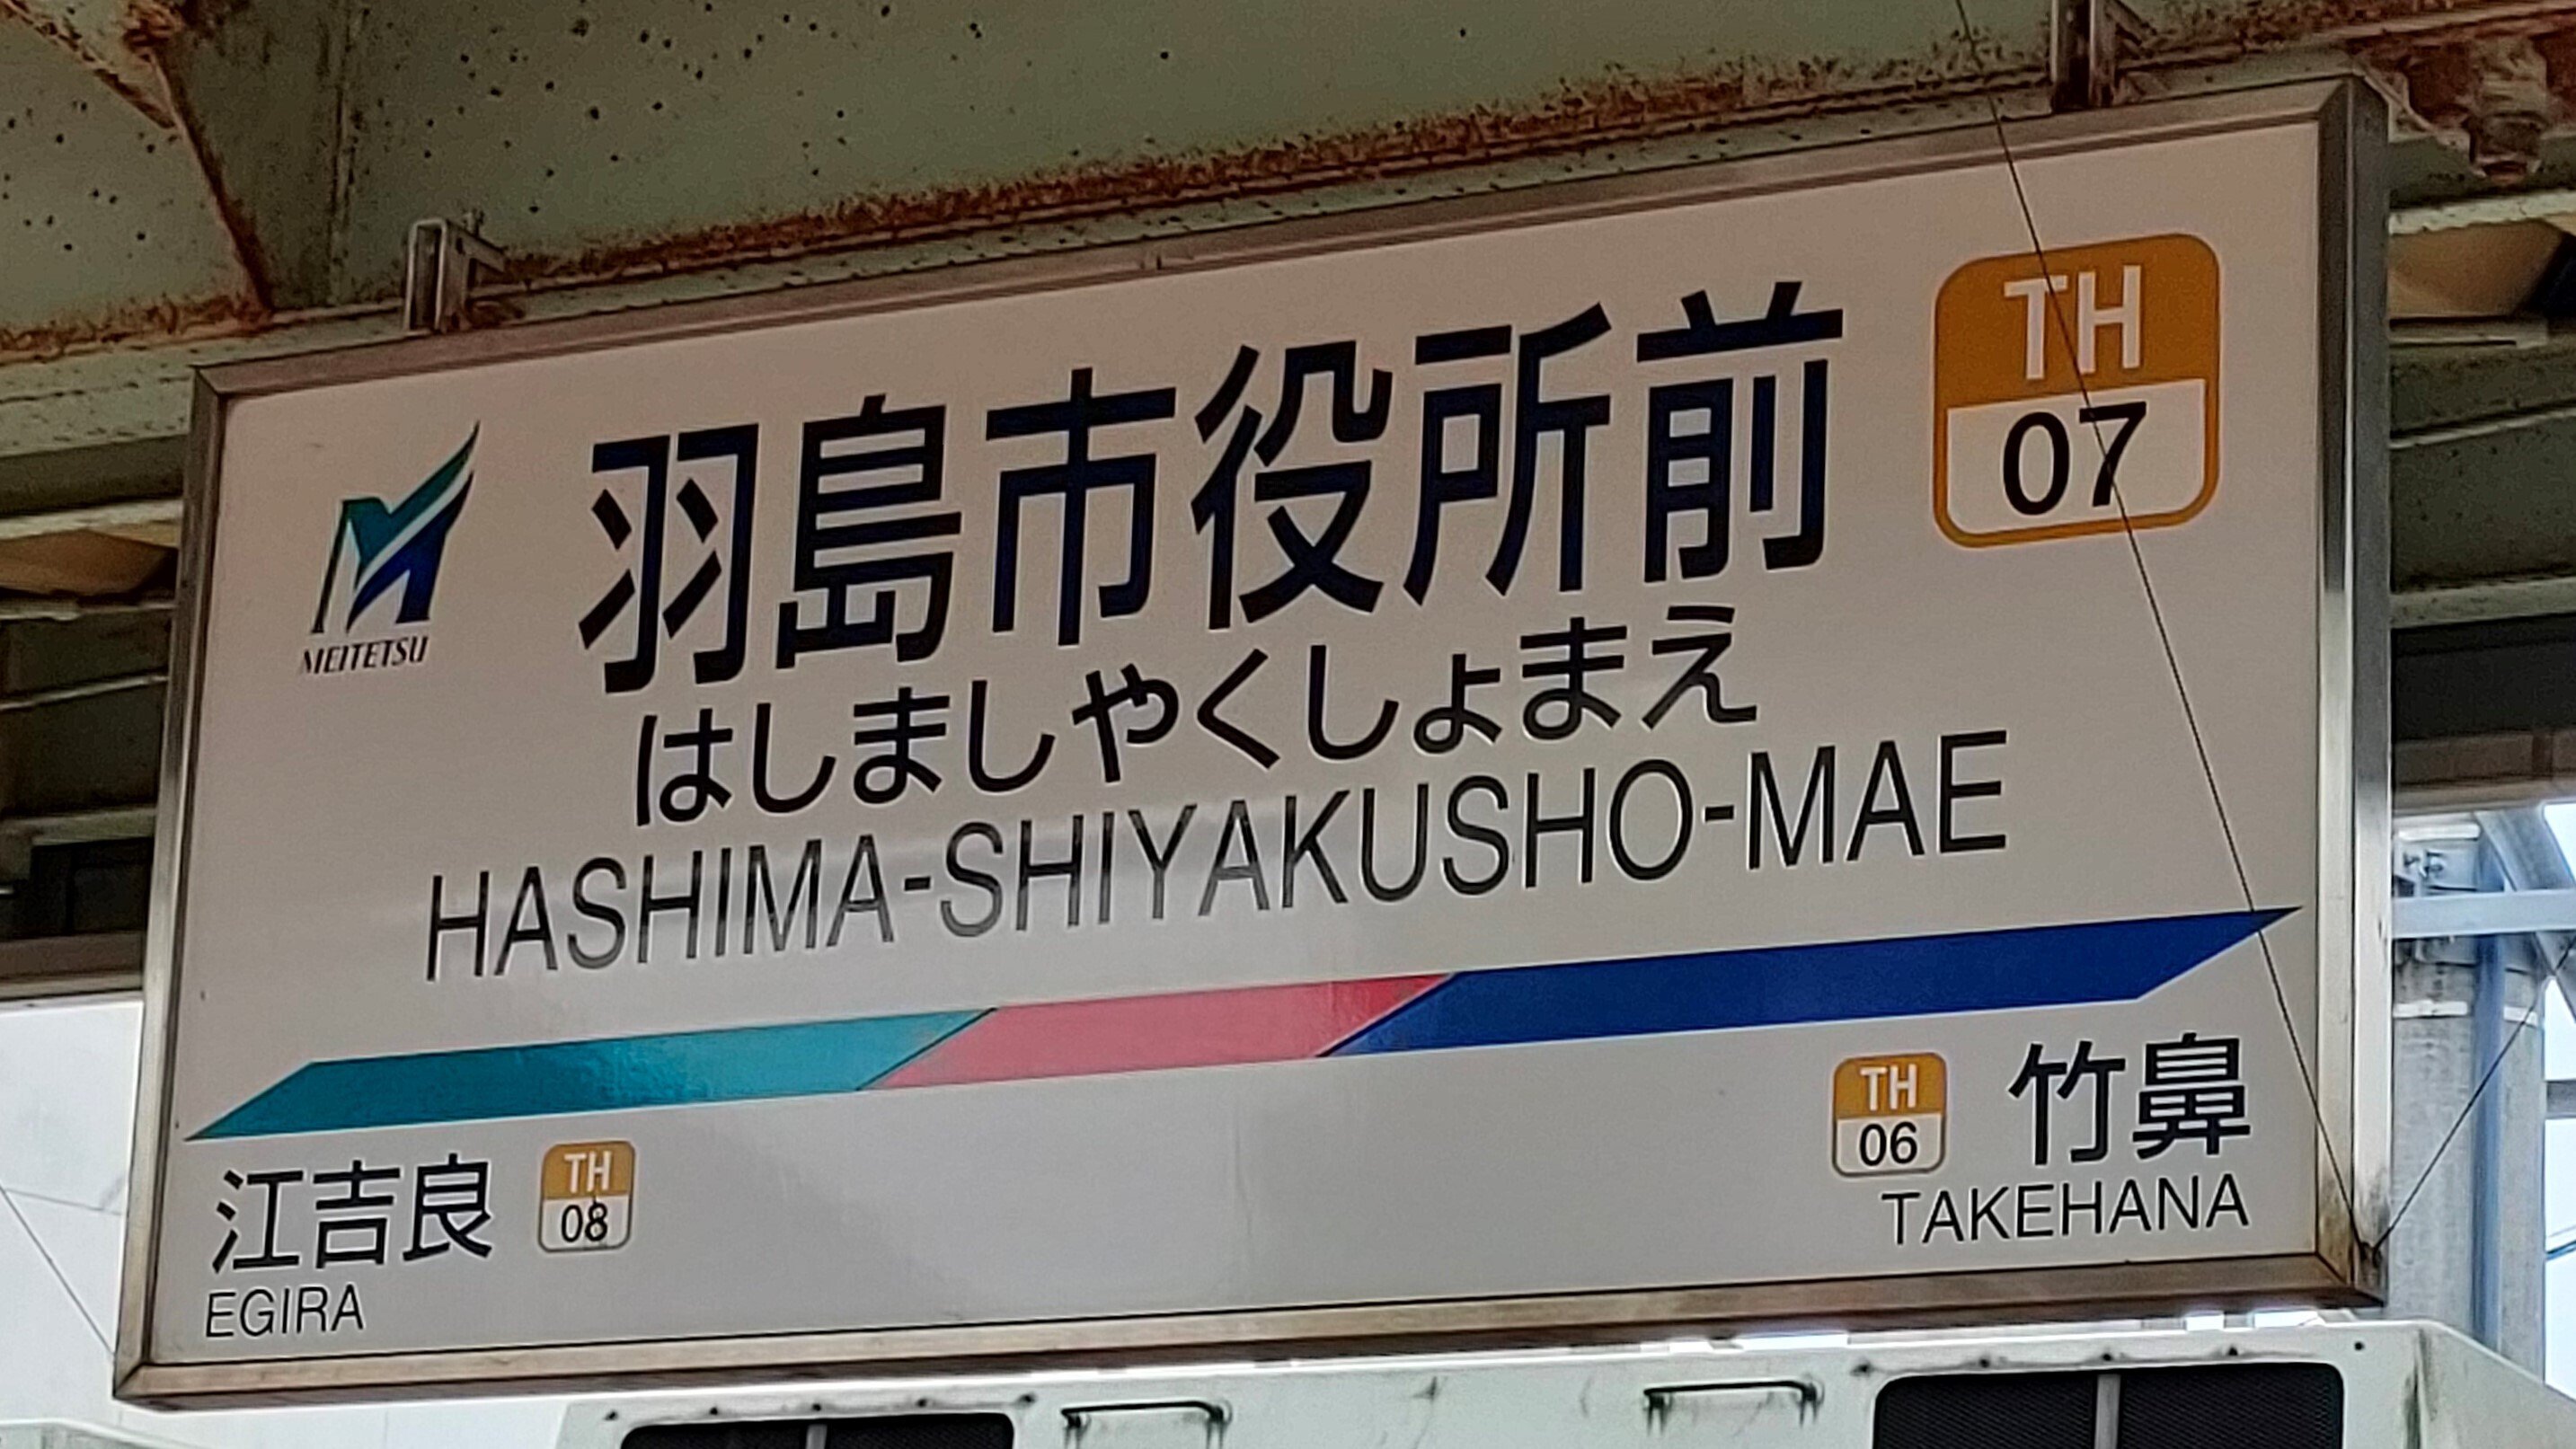 羽島市役所前
TH
07
MEITETSU
はしましやくしょまえ
HASHIMA-SHIYAKUSHO-MAE
江吉良
TH
08
EGIRA
TH
06
竹鼻
TAKEHANA